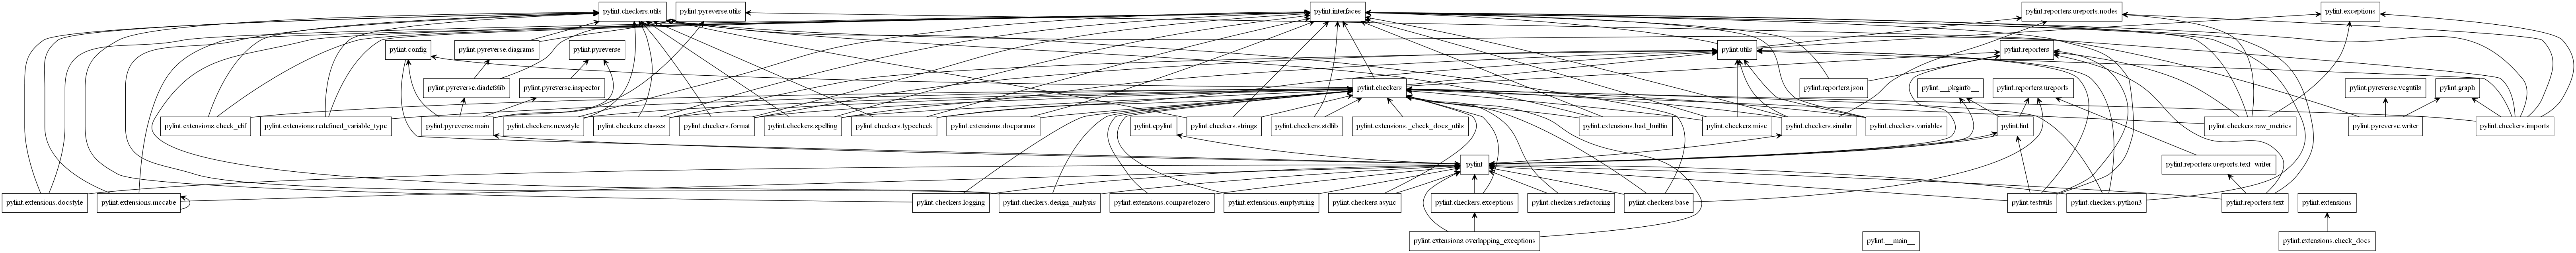 pylint.checkers.utils
pylint.pyreverse.utils
pylint.interfaces
pylint.reporters.ureports.nodes
pylint.exceptions
pylint.config
pylint.pyreverse.diagrams
pylint.pyreverse
pylint.utils
pylint.reporters
pylint.pyreverse.diadefslib
pylint.pyreverse.inspector
pylint.checkers
pylint.reporters.json
pylint.__pkginfo__
pylint.reporters.ureports
pylint.pyreverse.vcgutils
pylint.graph
pylint.extensions.check_elif
pylint.extensions.redefined_variable_type
pylint.pyreverse.main
pylint.checkers.newstyle
pylint.checkers.classes
pylint.checkers.format
pylint.checkers.spelling
pylint.checkers.typecheck
pylint.extensions.docparams
pylint.epylint
pylint.checkers.strings
pylint.checkers.stdlib
pylint.extensions._check_docs_utils
pylint.extensions.bad_builtin
pylint.checkers.misc
pylint.checkers.similar
pylint.checkers.variables
pylint.lint
pylint.checkers.raw_metrics
pylint.pyreverse.writer
pylint.checkers.imports
pylint
pylint.reporters.ureports.text_writer
pylint.extensions.docstyle
pylint.extensions.mccabe
pylint.checkers.logging
pylint.checkers.design_analysis
pylint.extensions.comparetozero
pylint.extensions.emptystring
pylint.checkers.async
pylint.checkers.exceptions
pylint.checkers.refactoring
pylint.checkers.base
pylint.testutils
pylint.checkers.python3
pylint.reporters.text
pylint.extensions
pylint.extensions.overlapping_exceptions
pylint.__main__
pylint.extensions.check_docs